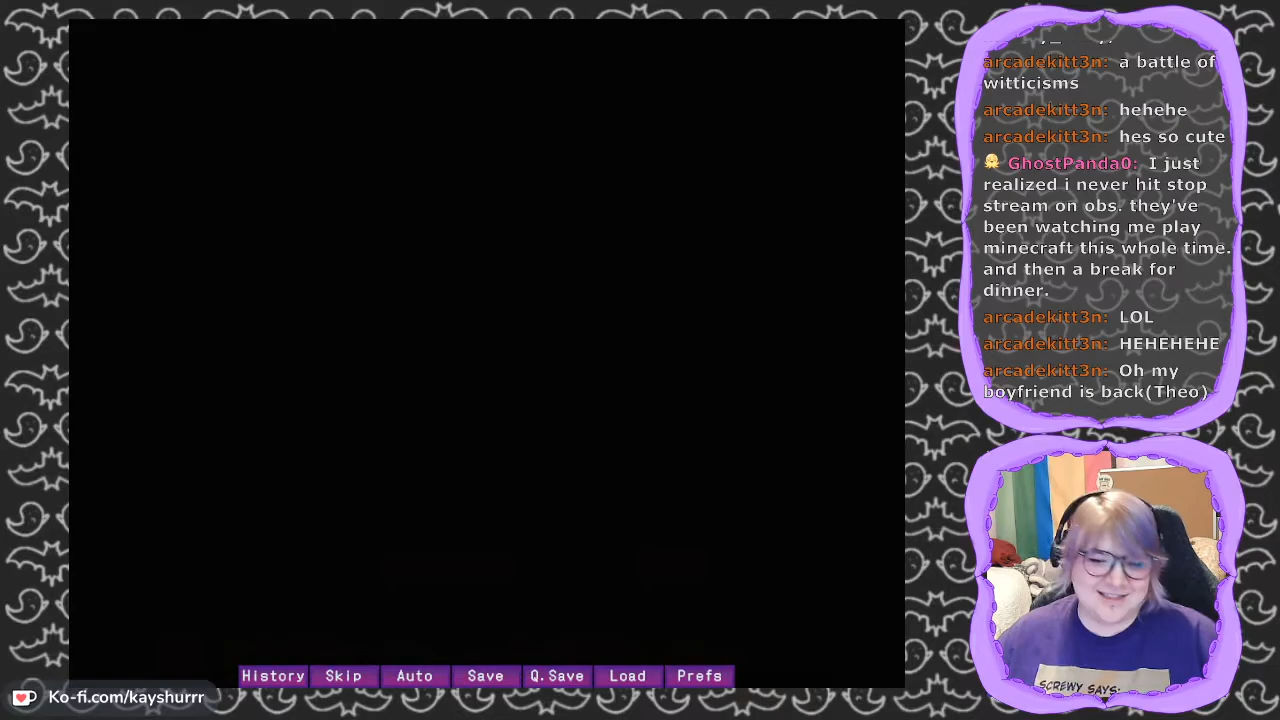 arcadekitt3n: a battle of
witticisms
arcadekitt3n: hehehe
arcadekitt3n: hes so cute
GhostPanda0: I just
realized i never hit stop
stream on obs. they've
been watching me play
minecraft this whole time.
and then a break for
dinner.
arcadekitt3n: LOL
arcadekitt3n: HEHEHEHE
arcadekitt3n: Oh my
boyfriend is back(Theo)
SCREWY SAYS:
History Skip Auto Save Q.Save Load Prefs
Ko-fi.com/kayshurrr